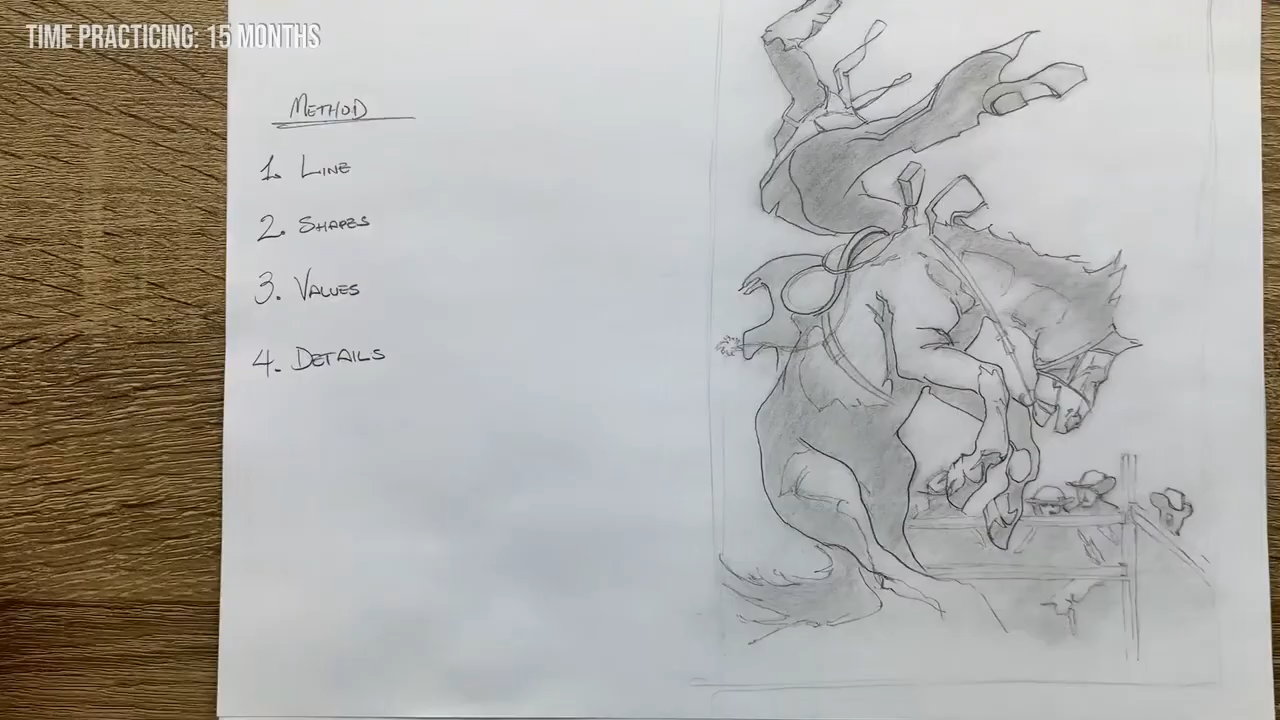 TIME PRACTICING: 15 MONTHS
METHOD
1. LINE
2. SHAPES
3. VALUES
4. DETAILS